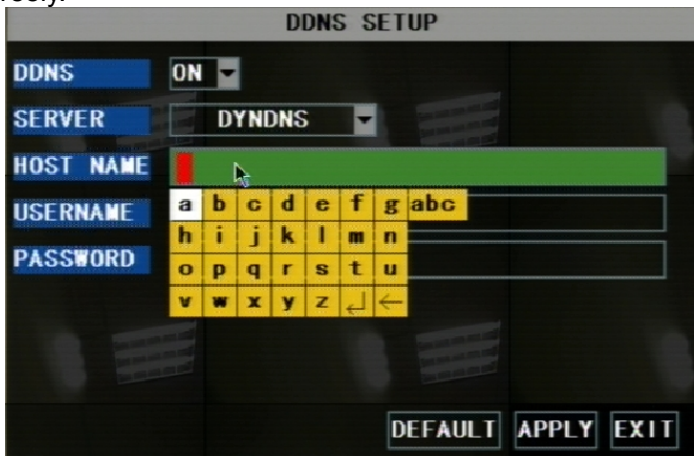 DDNS SETUP
DDNS ON
SERVER DYNDNS
HOST NAME
USERNAME
PASSWORD
a b c d e f g abc
h i j k l m n
o p q r s t u
v w x y z ↵ ←
DEFAULT APPLY EXIT